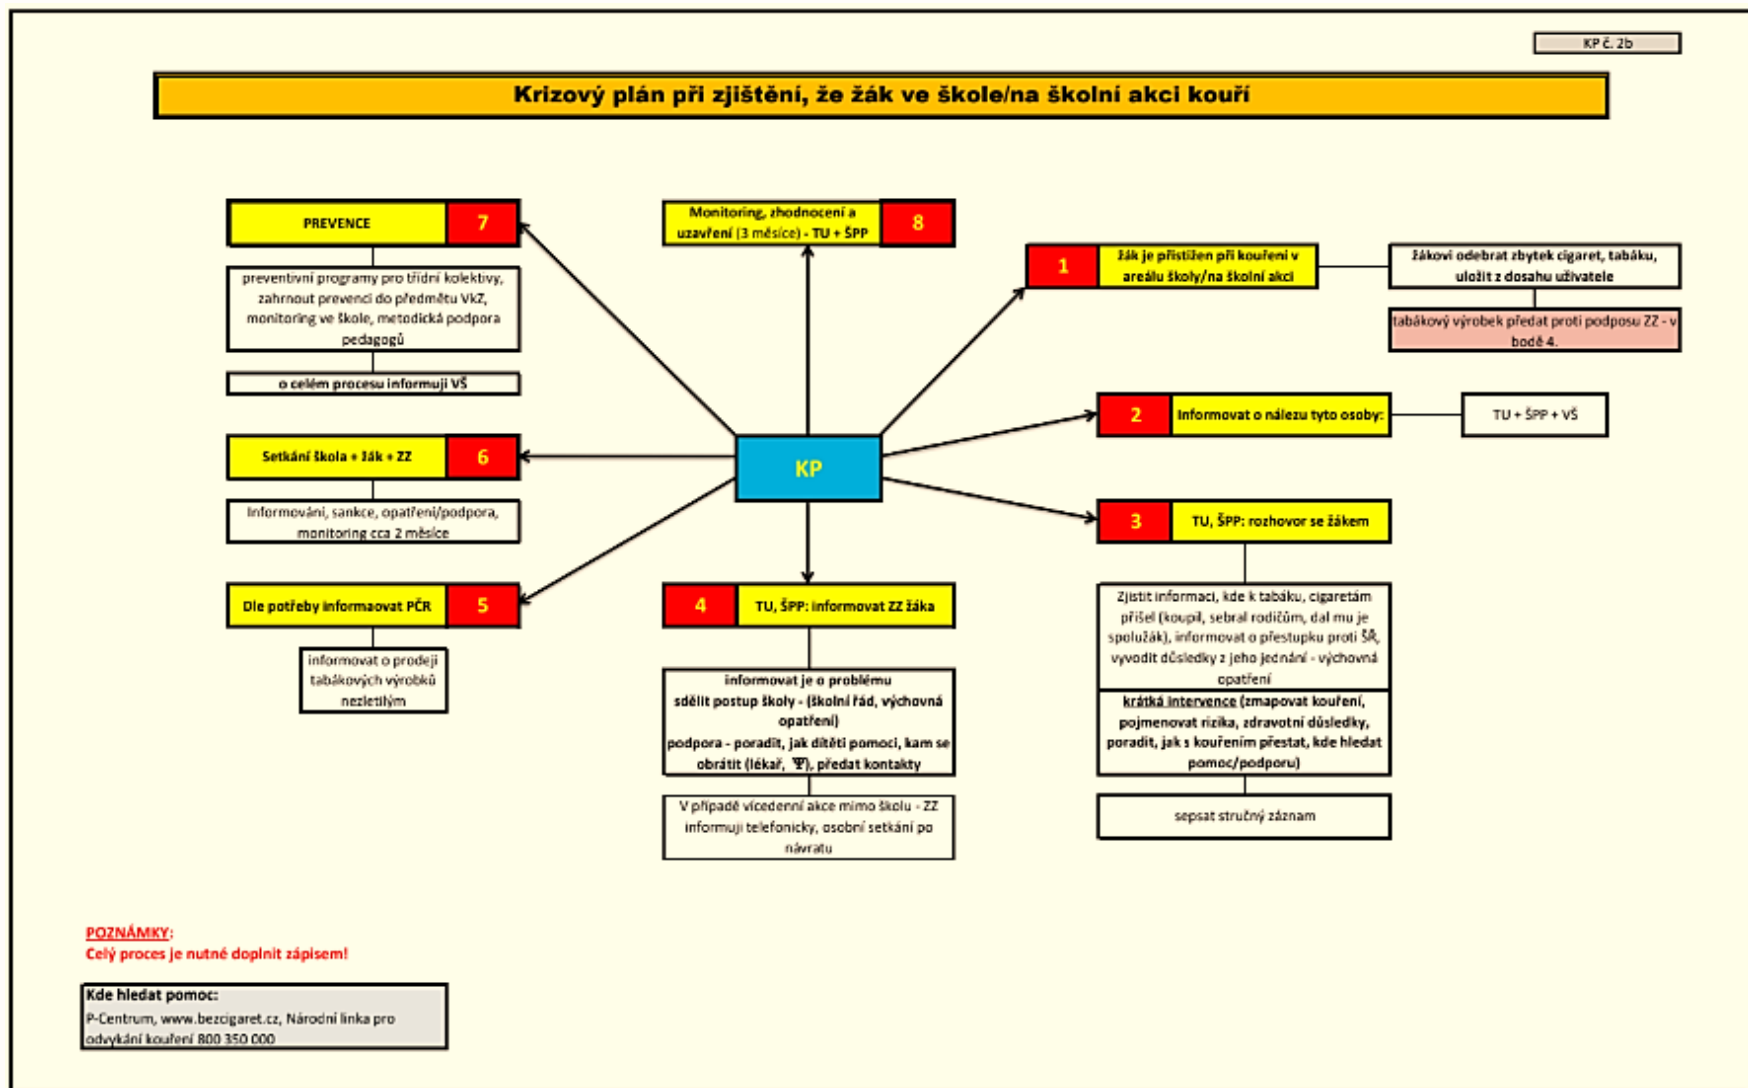 KP č. 2b
Krizový plán při zjištění, že žák ve škole/na školní akci kouří
PREVENCE
7
preventivní programy pro třídní kolektivy,
zahrnout prevenci do předmětu VkZ,
monitoring ve škole, metodická podpora
pedagogů
o celém procesu informuji VŠ
Monitoring, zhodnocení a
uzavření (3 měsíce) - TU + ŠPP
8
1
žák je přistižen při kouření v
areálu školy/na školní akci
žákovi odebrat zbytek cigaret, tabáku,
uložit z dosahu uživatele
tabákový výrobek předat proti podposu ZZ - v
bodě 4.
2
Informovat o nálezu tyto osoby:
TU + ŠPP + VŠ
Setkání škola + žák + ZZ
6
Informování, sankce, opatření/podpora,
monitoring cca 2 měsíce
KP
3
TU, ŠPP: rozhovor se žákem
Zjistit informaci, kde k tabáku, cigaretám
přišel (koupil, sebral rodičům, dal mu je
spolužák), informovat o přestupku proti ŠŘ,
vyvodit důsledky z jeho jednání - výchovná
opatření
krátká intervence (zmapovat kouření,
pojmenovat rizika, zdravotní důsledky,
poradit, jak s kouřením přestat, kde hledat
pomoc/podporu)
sepsat stručný záznam
Dle potřeby informaovat PČR
5
informovat o prodeji
tabákových výrobků
nezletilým
4
TU, ŠPP: informovat ZZ žáka
informovat je o problému
sdělit postup školy - (školní řád, výchovná
opatření)
podpora - poradit, jak dítěti pomoci, kam se
obrátit (lékař, Ψ), předat kontakty
V případě vícedenní akce mimo školu - ZZ
informuji telefonicky, osobní setkání po
návratu
POZNÁMKY:
Celý proces je nutné doplnit zápisem!
Kde hledat pomoc:
P-Centrum, www.bezcigaret.cz, Národní linka pro
odvykání kouření 800 350 000